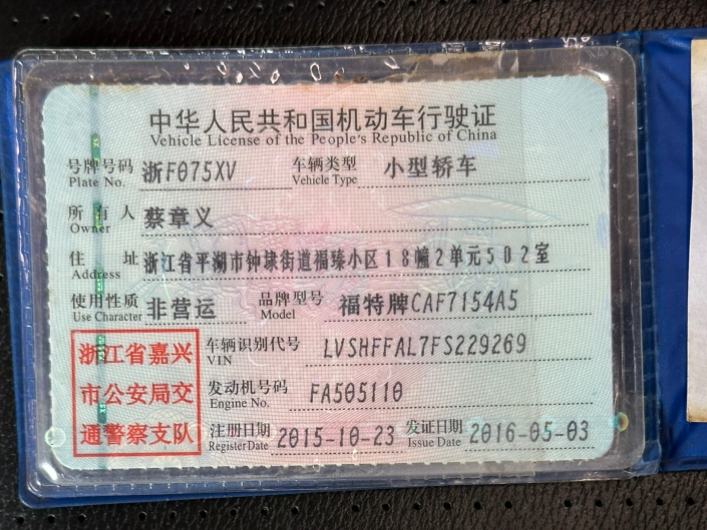 中华人民共和国机动车行驶证
Vehicle License of the People's Republic of China
号牌号码 浙F075XV 车辆类型 小型轿车
Plate No. Vehicle Type
所有人 蔡章义
Owner
住址 浙江省平湖市钟埭街道福臻小区18幢2单元502室
Address
使用性质 非营运 品牌型号 福特牌CAF7154A5
Use Character Model
浙江省嘉兴
市公安局交
通警察支队
车辆识别代号 LVSHFFAL7FS229269
VIN
发动机号码 FA505110
Engine No.
注册日期 2015-10-23 发证日期 2016-05-03
Register Date Issue Date